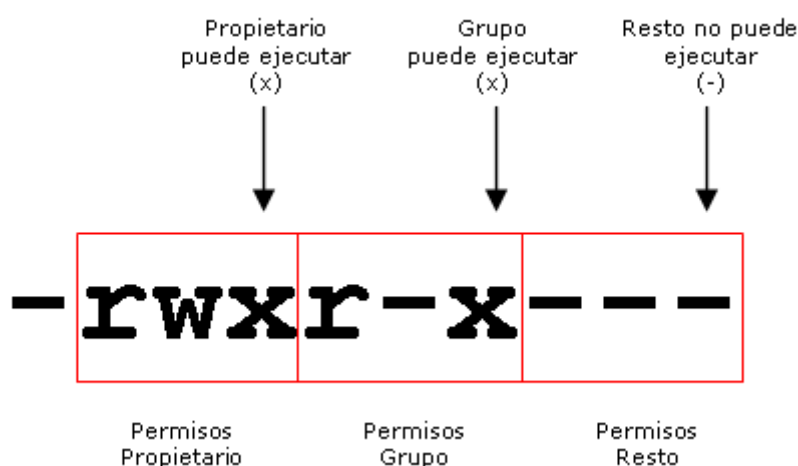 Propietario
puede ejecutar
(x)
Grupo
puede ejecutar
(x)
Resto no puede
ejecutar
(-)
-rwxr-x---
Permisos
Propietario
Permisos
Grupo
Permisos
Resto